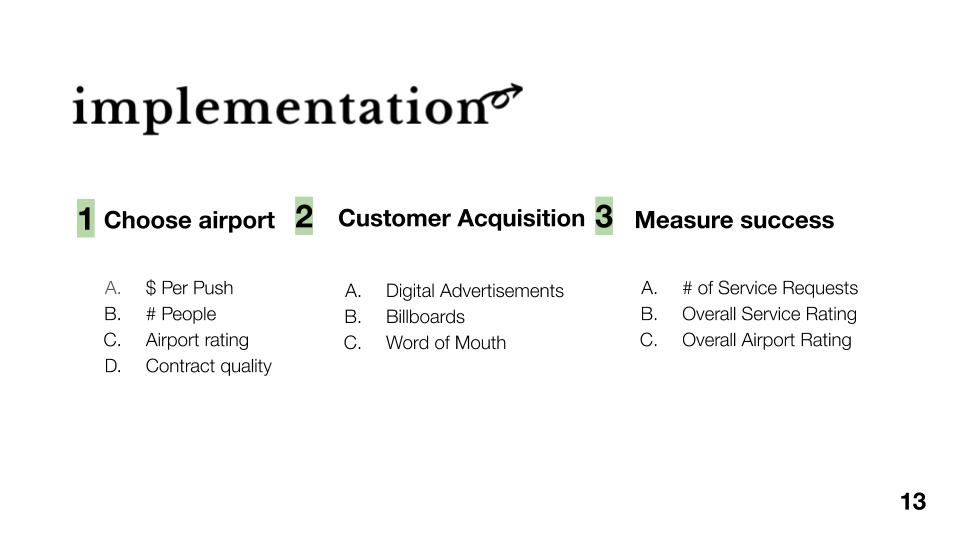 implementation
1 Choose airport
A. $ Per Push
B. # People
C. Airport rating
D. Contract quality
2 Customer Acquisition
A. Digital Advertisements
B. Billboards
C. Word of Mouth
3 Measure success
A. # of Service Requests
B. Overall Service Rating
C. Overall Airport Rating
13